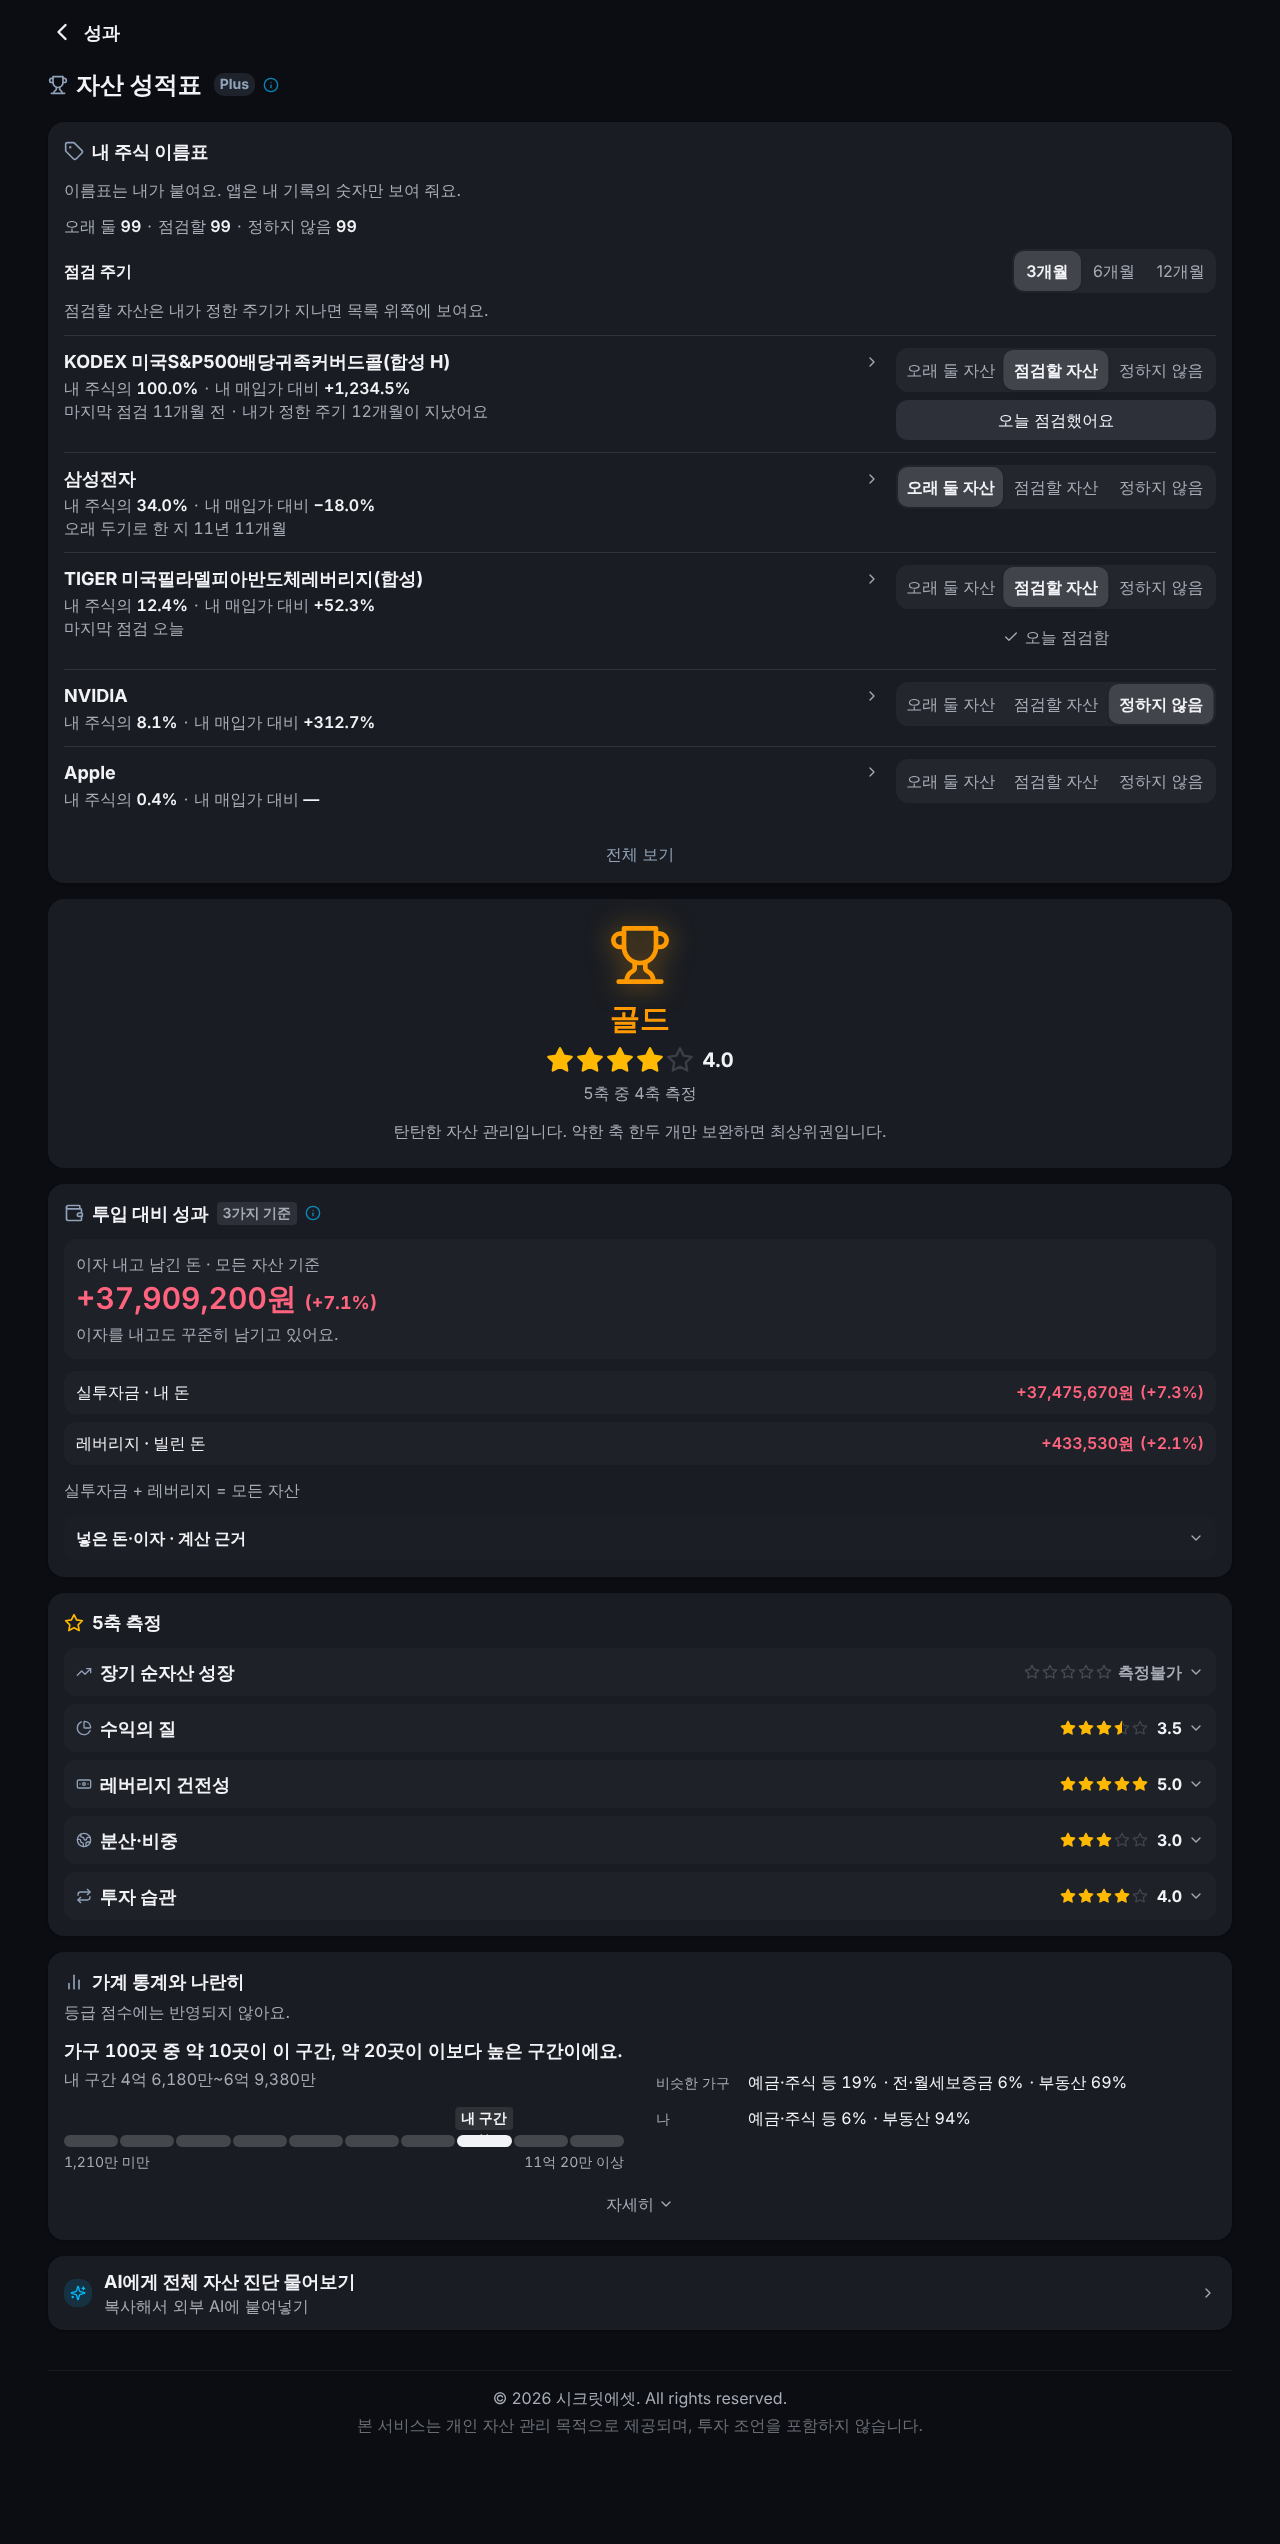 성과
자산 성적표 Plus
내 주식 이름표
이름표는 내가 붙여요. 앱은 내 기록의 숫자만 보여 줘요.
오래 둘 99 · 점검할 99 · 정하지 않음 99
점검 주기 3개월 6개월 12개월
점검할 자산은 내가 정한 주기가 지나면 목록 위쪽에 보여요.
KODEX 미국S&P500배당귀족커버드콜(합성 H) 오래 둘 자산 점검할 자산 정하지 않음
내 주식의 100.0% · 내 매입가 대비 +1,234.5%
마지막 점검 11개월 전 · 내가 정한 주기 12개월이 지났어요
오늘 점검했어요
삼성전자 오래 둘 자산 점검할 자산 정하지 않음
내 주식의 34.0% · 내 매입가 대비 −18.0%
오래 두기로 한 지 11년 11개월
TIGER 미국필라델피아반도체레버리지(합성) 오래 둘 자산 점검할 자산 정하지 않음
내 주식의 12.4% · 내 매입가 대비 +52.3%
마지막 점검 오늘
오늘 점검함
NVIDIA 오래 둘 자산 점검할 자산 정하지 않음
내 주식의 8.1% · 내 매입가 대비 +312.7%
Apple 오래 둘 자산 점검할 자산 정하지 않음
내 주식의 0.4% · 내 매입가 대비 —
전체 보기
골드
4.0
5축 중 4축 측정
탄탄한 자산 관리입니다. 약한 축 한두 개만 보완하면 최상위권입니다.
투입 대비 성과 3가지 기준
이자 내고 남긴 돈 · 모든 자산 기준
+37,909,200원 (+7.1%)
이자를 내고도 꾸준히 남기고 있어요.
실투자금 · 내 돈 +37,475,670원 (+7.3%)
레버리지 · 빌린 돈 +433,530원 (+2.1%)
실투자금 + 레버리지 = 모든 자산
넣은 돈·이자 · 계산 근거
5축 측정
장기 순자산 성장 측정불가
수익의 질 3.5
레버리지 건전성 5.0
분산·비중 3.0
투자 습관 4.0
가계 통계와 나란히
등급 점수에는 반영되지 않아요.
가구 100곳 중 약 10곳이 이 구간, 약 20곳이 이보다 높은 구간이에요.
내 구간 4억 6,180만~6억 9,380만
내 구간
1,210만 미만 11억 20만 이상
비슷한 가구 예금·주식 등 19% · 전·월세보증금 6% · 부동산 69%
나 예금·주식 등 6% · 부동산 94%
자세히
AI에게 전체 자산 진단 물어보기
복사해서 외부 AI에 붙여넣기
© 2026 시크릿에셋. All rights reserved.
본 서비스는 개인 자산 관리 목적으로 제공되며, 투자 조언을 포함하지 않습니다.